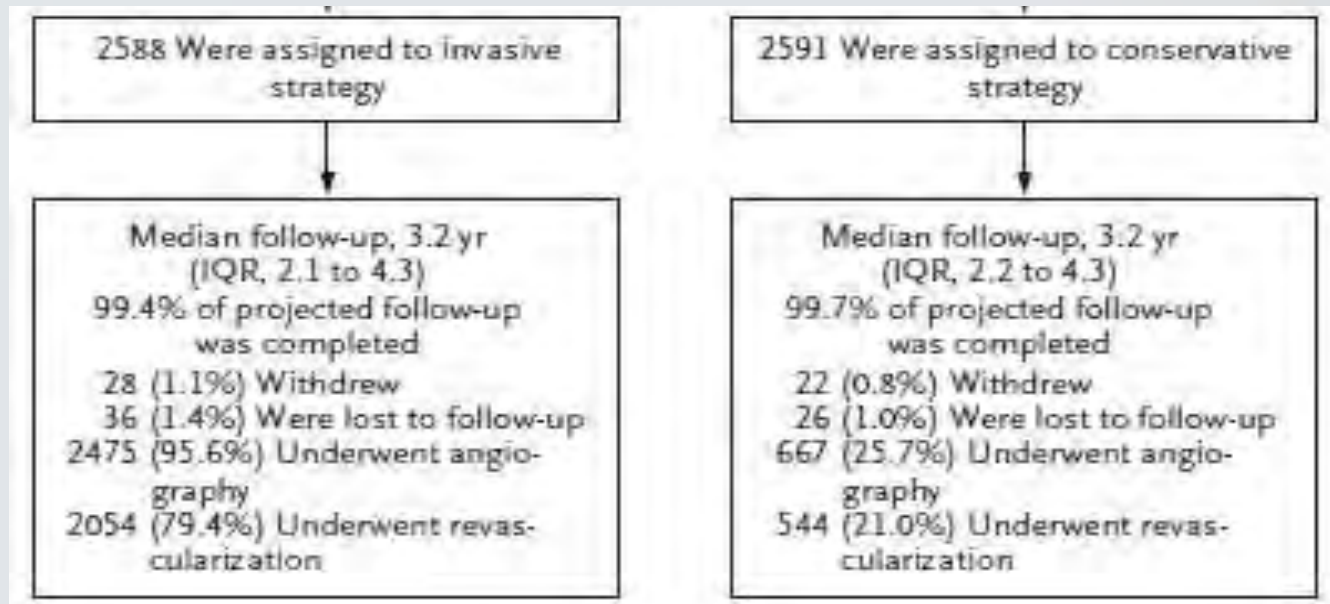 2588 Were assigned to invasive
strategy
Median follow-up, 3.2 yr
(IQR, 2.1 to 4.3)
99.4% of projected follow-up
was completed
28 (1.1%) Withdrew
36 (1.4%) Were lost to follow-up
2475 (95.6%) Underwent angio-
graphy
2054 (79.4%) Underwent revas-
cularization
2591 Were assigned to conservative
strategy
Median follow-up, 3.2 yr
(IQR, 2.2 to 4.3)
99.7% of projected follow-up
was completed
22 (0.8%) Withdrew
26 (1.0%) Were lost to follow-up
667 (25.7%) Underwent angio-
graphy
544 (21.0%) Underwent revas-
cularization